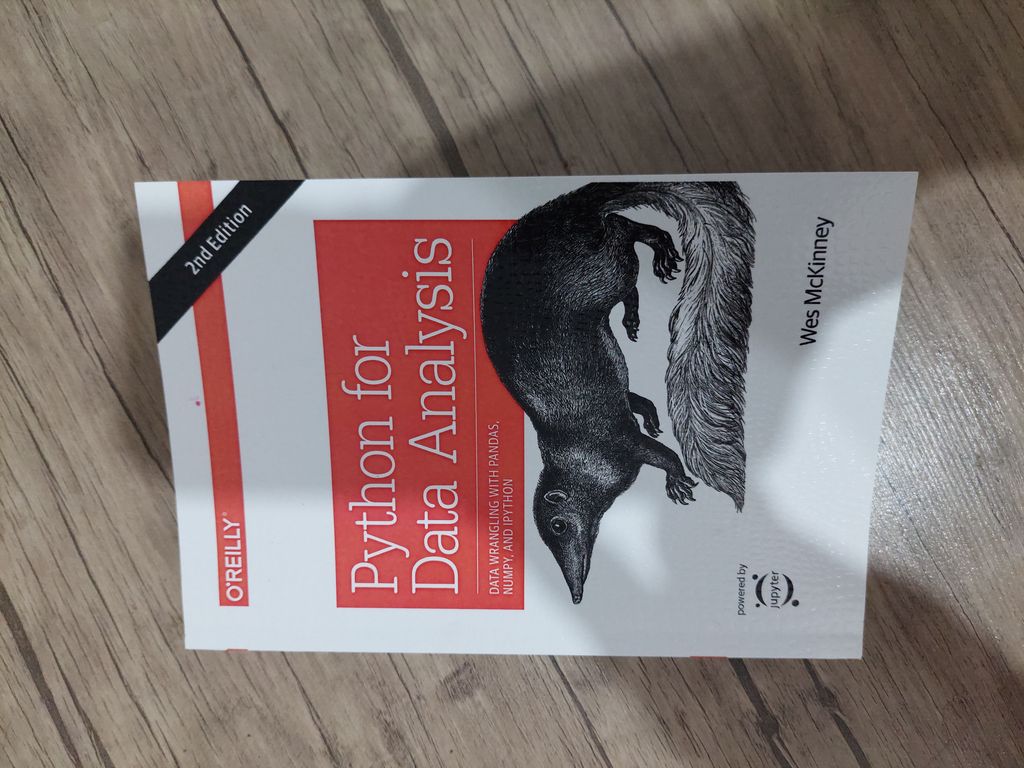 O'REILLY®
2nd Edition
Python for
Data Analysis
DATA WRANGLING WITH PANDAS,
NUMPY, AND IPYTHON
powered by
jupyter
Wes McKinney